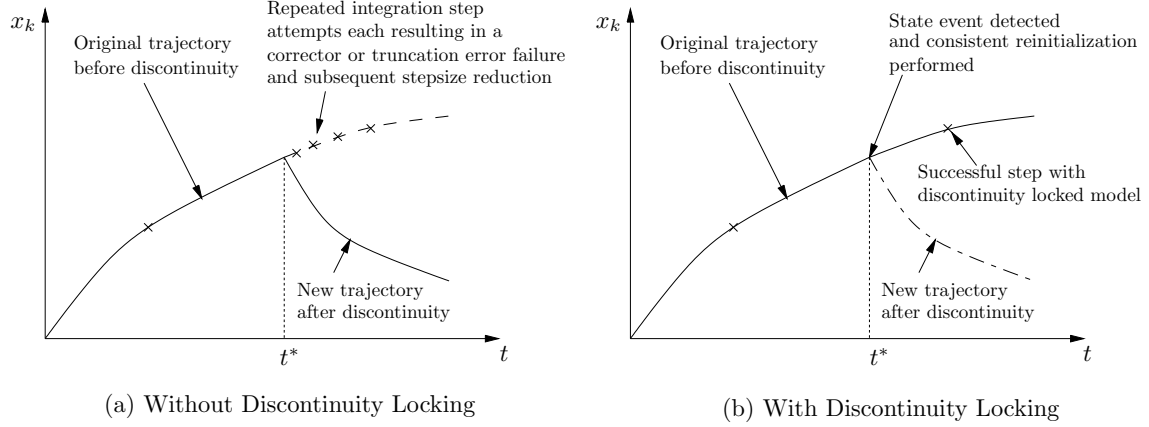 x_k
Repeated integration step
attempts each resulting in a
corrector or truncation error failure
and subsequent stepsize reduction
Original trajectory
before discontinuity
New trajectory
after discontinuity
t*
t
(a) Without Discontinuity Locking
x_k
State event detected
and consistent reinitialization
performed
Original trajectory
before discontinuity
Successful step with
discontinuity locked model
New trajectory
after discontinuity
t*
t
(b) With Discontinuity Locking